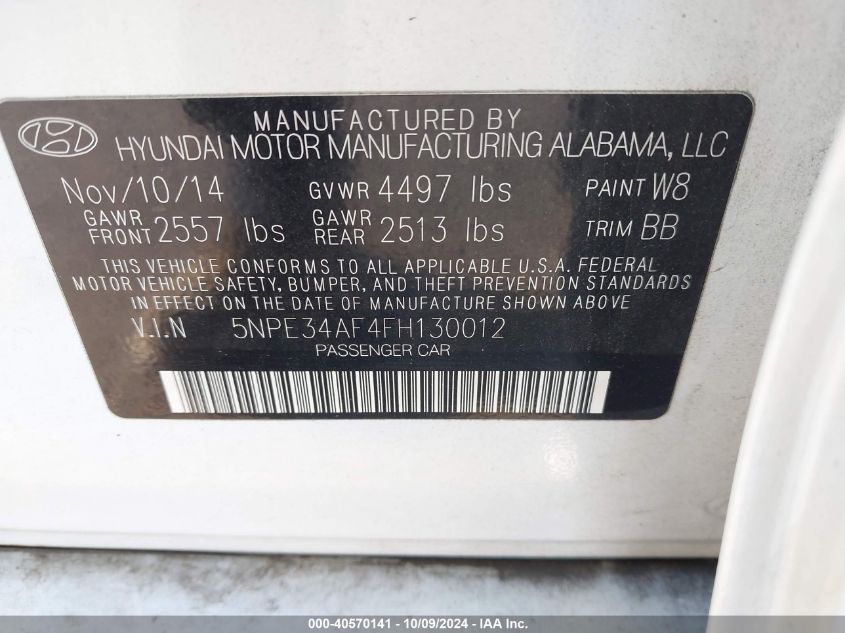 MANUFACTURED BY
HYUNDAI MOTOR MANUFACTURING ALABAMA, LLC
Nov/10/14 GVWR 4497 lbs PAINT W8
GAWR FRONT 2557 lbs GAWR REAR 2513 lbs TRIM BB
THIS VEHICLE CONFORMS TO ALL APPLICABLE U.S.A. FEDERAL
MOTOR VEHICLE SAFETY, BUMPER, AND THEFT PREVENTION STANDARDS
IN EFFECT ON THE DATE OF MANUFACTURE SHOWN ABOVE
V.I.N 5NPE34AF4FH130012
PASSENGER CAR
000-40570141 - 10/09/2024 - IAA Inc.